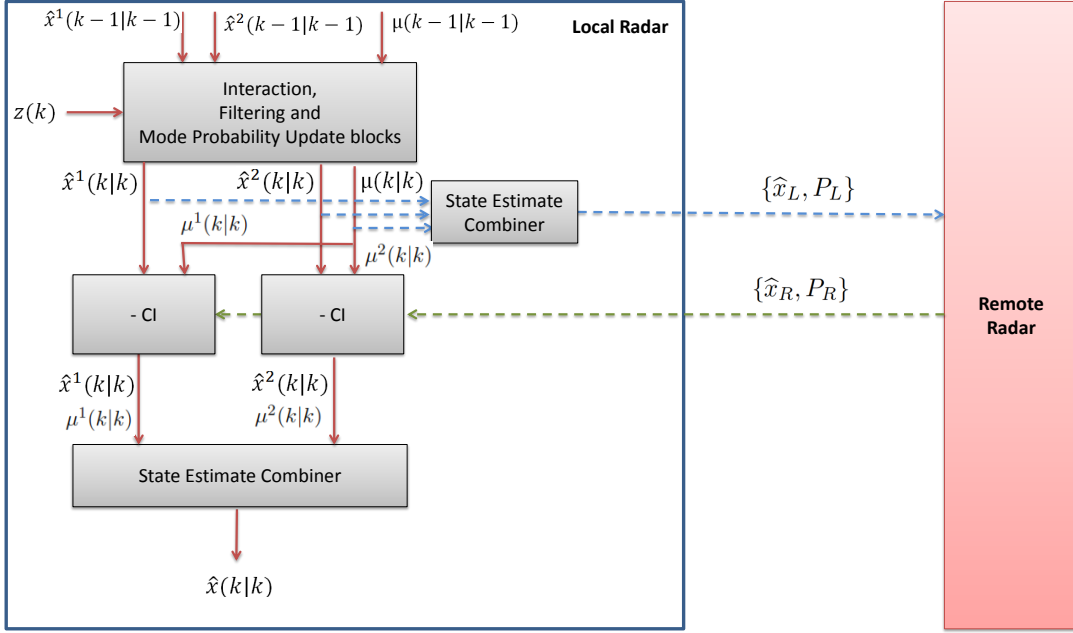 x̂¹(k−1|k−1)
x̂²(k−1|k−1)
μ(k−1|k−1)
Local Radar
Interaction,
Filtering and
Mode Probability Update blocks
z(k)
x̂¹(k|k)
x̂²(k|k)
μ(k|k)
State Estimate
Combiner
{x̂_L, P_L}
μ¹(k|k)
μ²(k|k)
- CI
- CI
{x̂_R, P_R}
Remote
Radar
x̂¹(k|k)
μ¹(k|k)
x̂²(k|k)
μ²(k|k)
State Estimate Combiner
x̂(k|k)